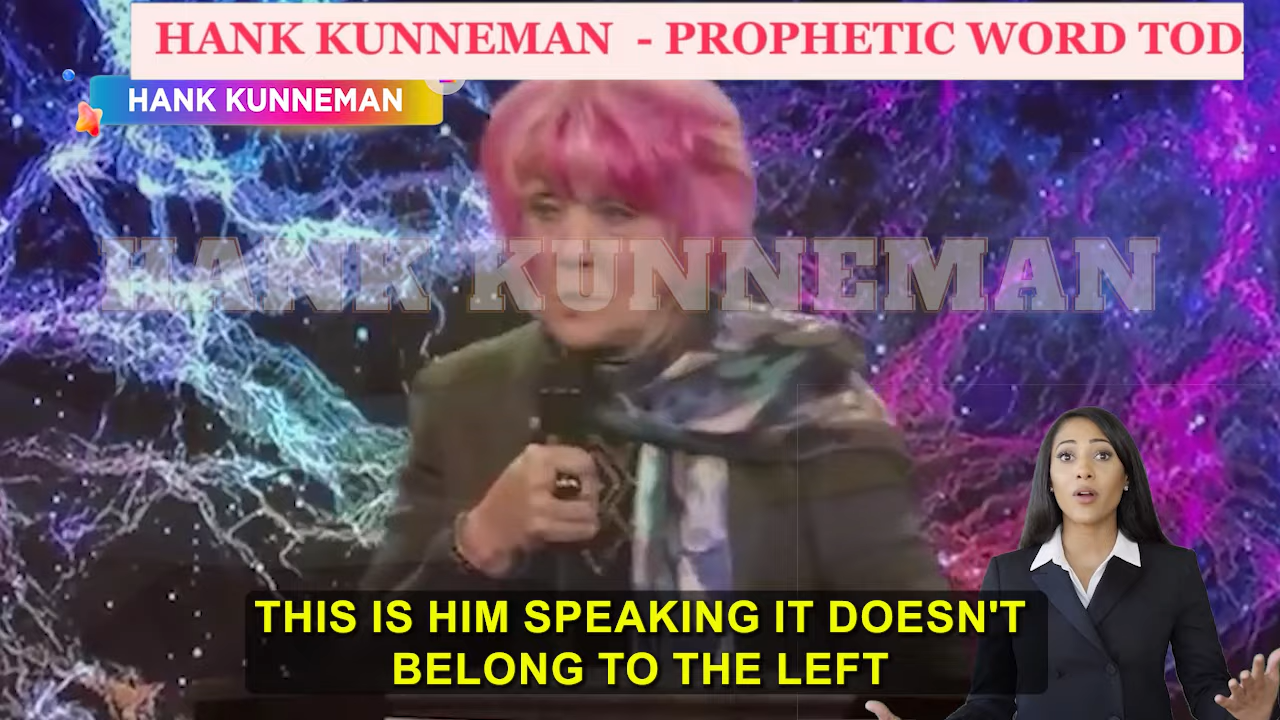 HANK KUNNEMAN - PROPHETIC WORD TOD
HANK KUNNEMAN
HANK KUNNEMAN
THIS IS HIM SPEAKING IT DOESN'T
BELONG TO THE LEFT